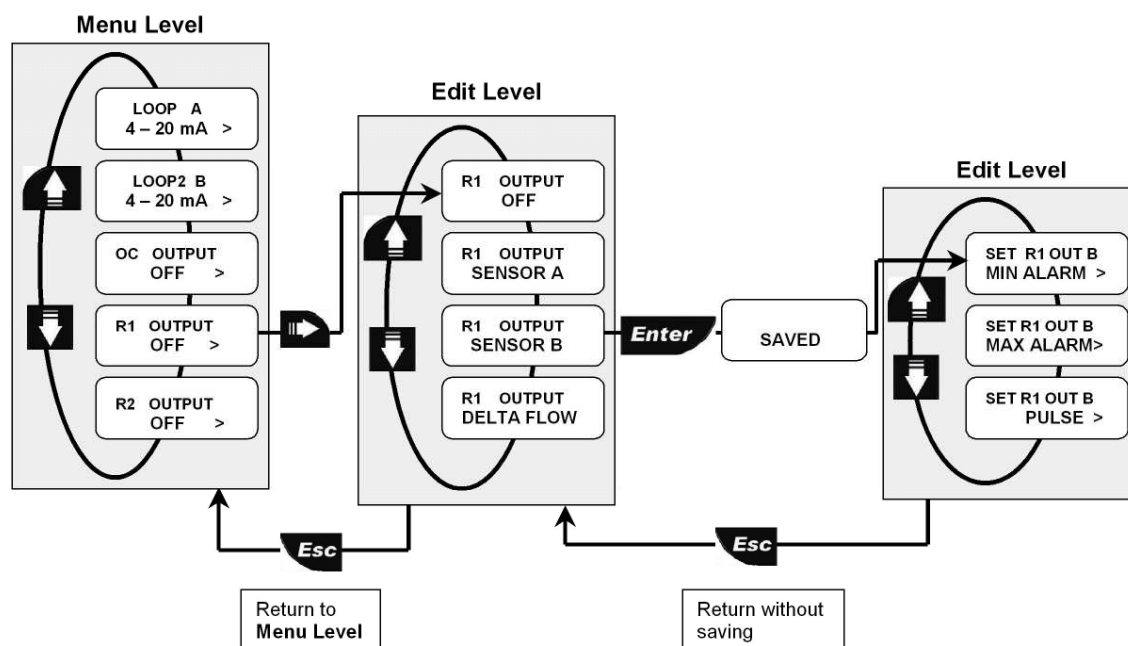 Menu Level
LOOP A
4 – 20 mA >
LOOP2 B
4 – 20 mA >
OC OUTPUT
OFF >
R1 OUTPUT
OFF >
R2 OUTPUT
OFF >
Edit Level
R1 OUTPUT
OFF
R1 OUTPUT
SENSOR A
R1 OUTPUT
SENSOR B
R1 OUTPUT
DELTA FLOW
Enter
SAVED
Edit Level
SET R1 OUT B
MIN ALARM >
SET R1 OUT B
MAX ALARM>
SET R1 OUT B
PULSE >
Esc
Return to
Menu Level
Esc
Return without
saving